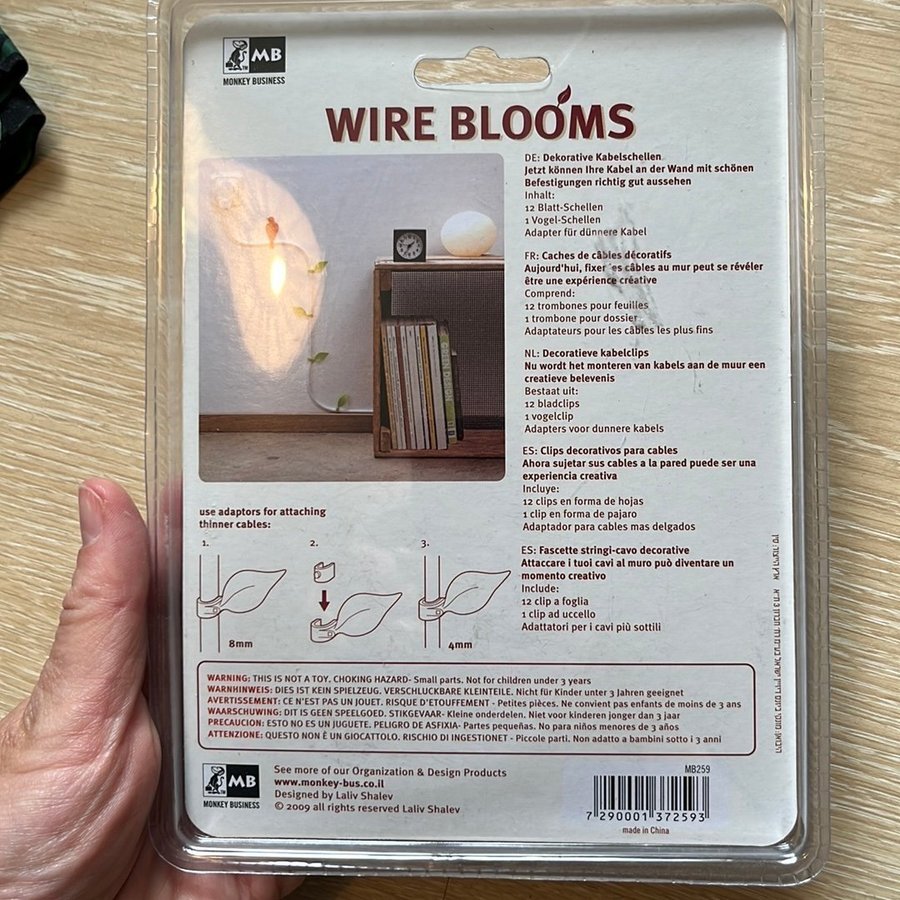 MB
MONKEY BUSINESS
WIRE BLOOMS
DE: Dekorative Kabelschellen
Jetzt können Ihre Kabel an der Wand mit schönen
Befestigungen richtig gut aussehen
Inhalt:
12 Blatt-Schellen
1 Vogel-Schellen
Adapter für dünnere Kabel
FR: Caches de câbles décoratifs
Aujourd'hui, fixer es câbles au mur peut se révéler
être une expérience créative
Comprend:
12 trombones pour feuilles
1 trombone pour dossier
Adaptateurs pour les câbles les plus fins
NL: Decoratieve kabelclips
Nu wordt het monteren van kabels aan de muur een
creatieve belevenis
Bestaat uit:
12 bladclips
1 vogelclip
Adapters voor dunnere kabels
ES: Clips decorativos para cables
Ahora sujetar sus cables a la pared puede ser una
experiencia creativa
Incluye:
12 clips en forma de hojas
1 clip en forma de pajaro
Adaptador para cables mas delgados
ES: Fascette stringi-cavo decorative
Attaccare i tuoi cavi al muro può diventare un
momento creativo
Include:
12 clip a foglia
1 clip ad uccello
Adattatori per i cavi più sottili
use adaptors for attaching
thinner cables:
1. 2. 3.
8mm 4mm
WARNING: THIS IS NOT A TOY. CHOKING HAZARD- Small parts. Not for children under 3 years
WARNHINWEIS: DIES IST KEIN SPIELZEUG. VERSCHLUCKBARE KLEINTEILE. Nicht für Kinder unter 3 Jahren geeignet
AVERTISSEMENT: CE N'EST PAS UN JOUET. RISQUE D'ETOUFFEMENT - Petites pièces. Ne convient pas enfants de moins de 3 ans
WAARSCHUWING: DIT IS GEEN SPEELGOED. STIKGEVAAR- Kleine onderdelen. Niet voor kinderen jonger dan 3 jaar
PRECAUCION: ESTO NO ES UN JUGUETE. PELIGRO DE ASFIXIA- Partes pequeñas. No para niños menores de 3 años
ATTENZIONE: QUESTO NON È UN GIOCATTOLO. RISCHIO DI INGESTIONET - Piccole parti. Non adatto a bambini sotto i 3 anni
MB
MONKEY BUSINESS
See more of our Organization & Design Products
www.monkey-bus.co.il
Designed by Laliv Shalev
© 2009 all rights reserved Laliv Shalev
MB259
7 290001 372593
made in China